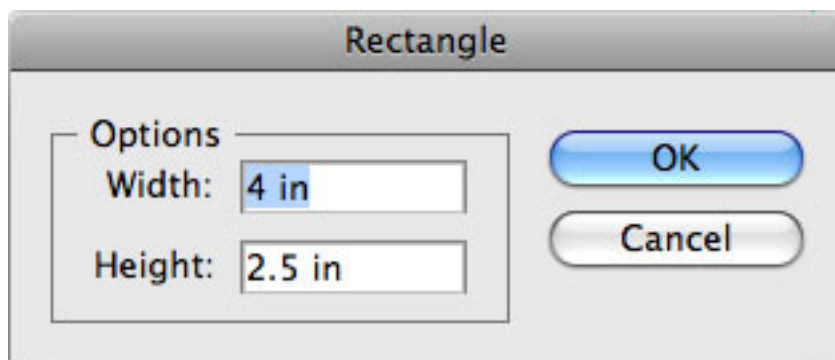 Rectangle
Options
Width: 4 in
Height: 2.5 in
OK
Cancel